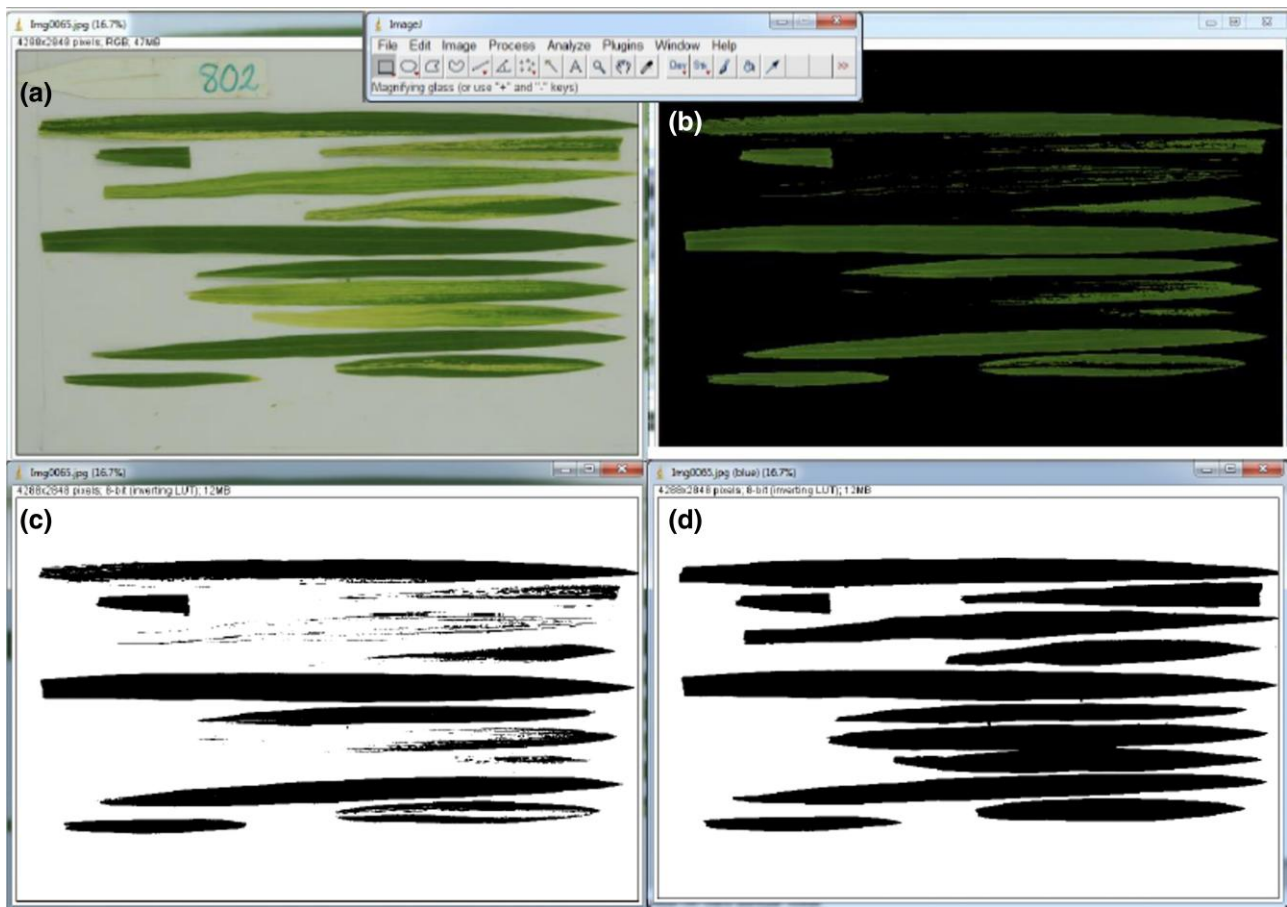 Img0065.jpg (16.7%)
4288x2848 pixels; RGB; 47MB
ImageJ
File Edit Image Process Analyze Plugins Window Help
Dev Stk
Magnifying glass (or use "+" and "-" keys)
(a)
802
(b)
Img0065.jpg (16.7%)
4288x2848 pixels; 8-bit (inverting LUT); 12MB
(c)
Img0065.jpg (blue) (16.7%)
4288x2848 pixels; 8-bit (inverting LUT); 12MB
(d)